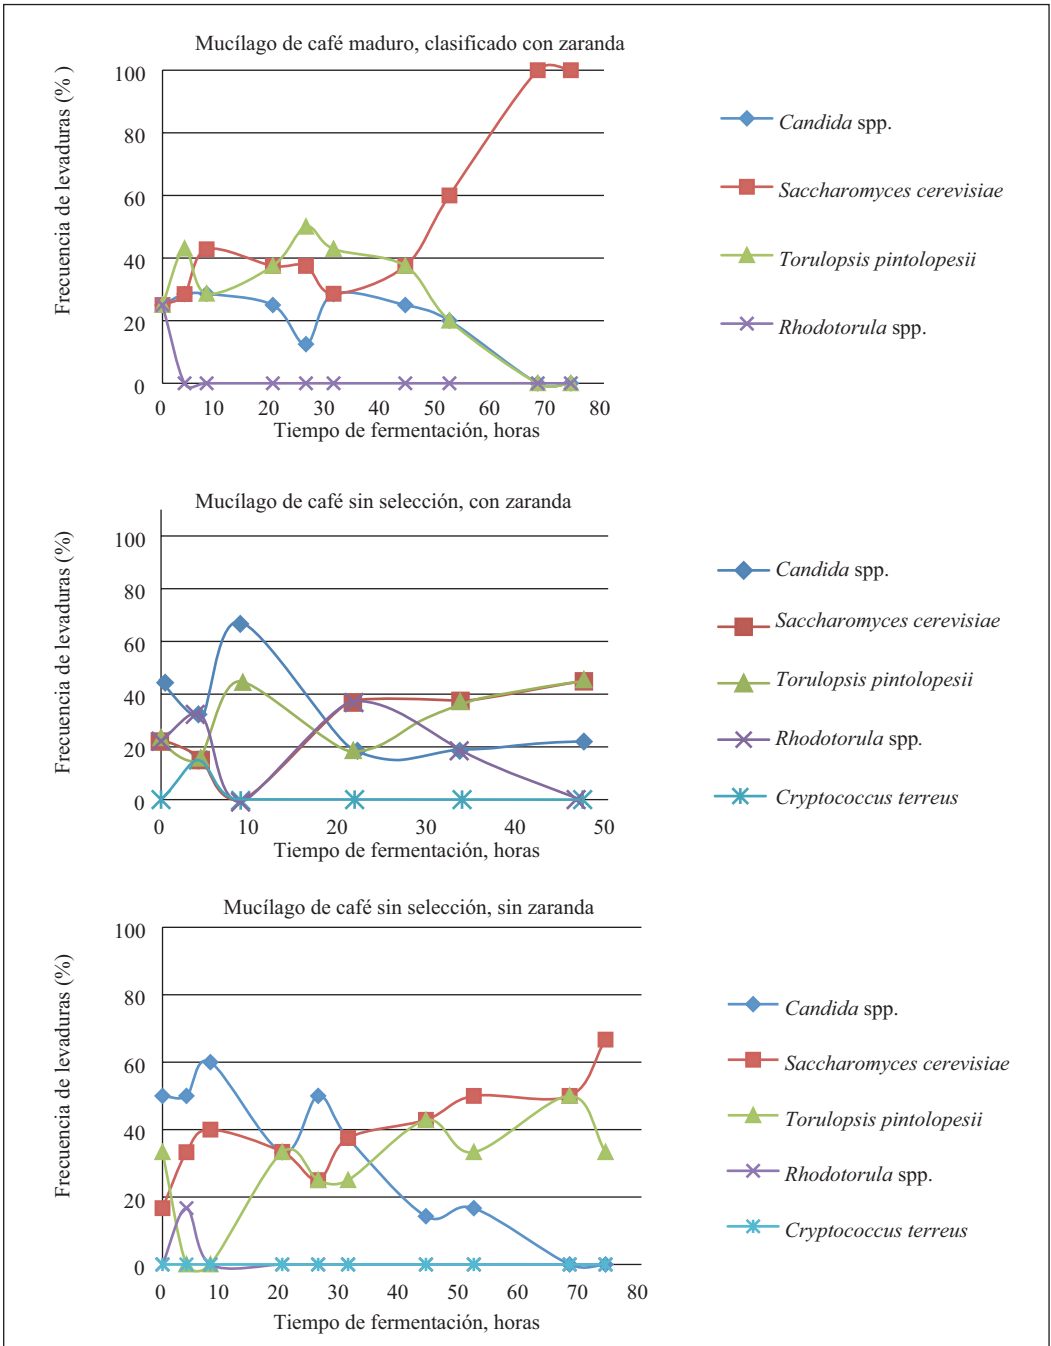 Mucílago de café maduro, clasificado con zaranda
Frecuencia de levaduras (% )
100
80
60
40
20
0
0 10 20 30 40 50 60 70 80
Tiempo de fermentación, horas
Candida spp.
Saccharomyces cerevisiae
Torulopsis pintolopesii
Rhodotorula spp.
Mucílago de café sin selección, con zaranda
Frecuencia de levaduras (%)
100
80
60
40
20
0
0 10 20 30 40 50
Tiempo de fermentación, horas
Candida spp.
Saccharomyces cerevisiae
Torulopsis pintolopesii
Rhodotorula spp.
Cryptococcus terreus
Mucílago de café sin selección, sin zaranda
Frecuencia de levaduras (%)
100
80
60
40
20
0
0 10 20 30 40 50 60 70 80
Tiempo de fermentación, horas
Candida spp.
Saccharomyces cerevisiae
Torulopsis pintolopesii
Rhodotorula spp.
Cryptococcus terreus